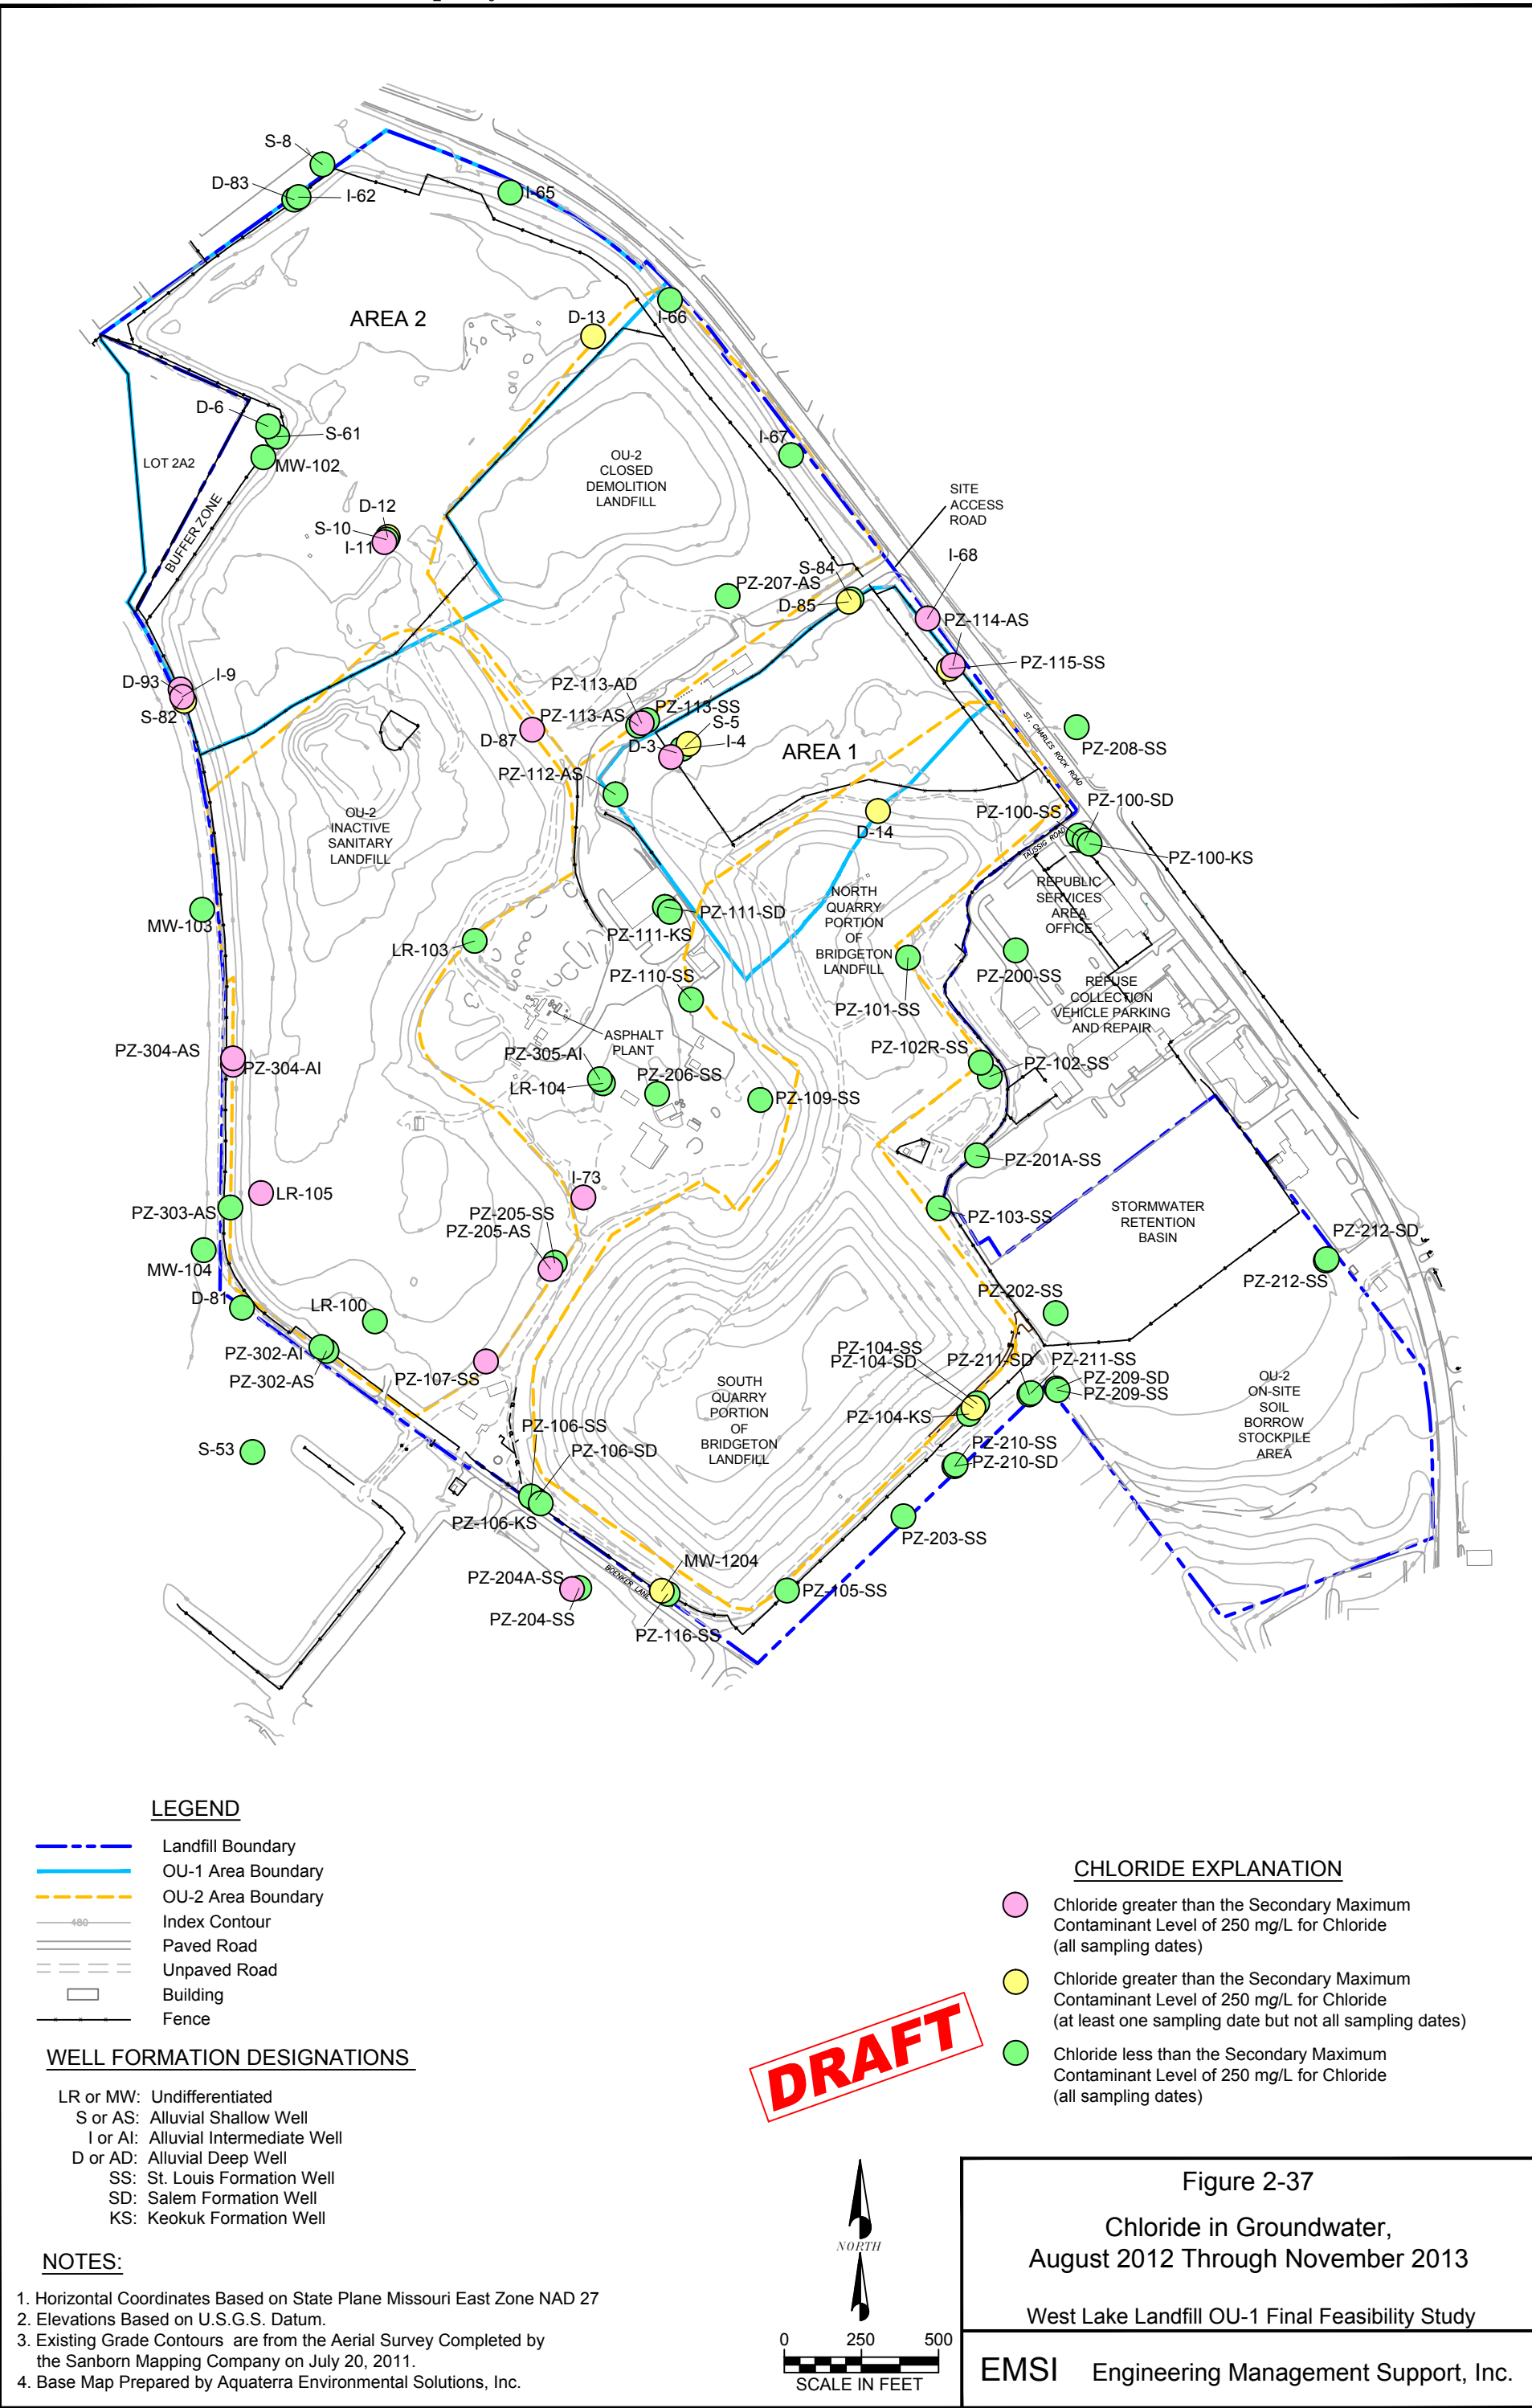 S-8
D-83
I-62
I-65
AREA 2
D-13
I-66
D-6
S-61
LOT 2A2
MW-102
BUFFER ZONE
D-12
S-10
I-11
OU-2
CLOSED
DEMOLITION
LANDFILL
I-67
SITE
ACCESS
ROAD
I-68
S-84
PZ-207-AS
D-85
PZ-114-AS
PZ-115-SS
D-93
I-9
S-82
PZ-113-AD
PZ-113-SS
PZ-113-AS
S-5
D-87
D-3
I-4
AREA 1
ST. CHARLES ROCK ROAD
PZ-208-SS
PZ-112-AS
OU-2
INACTIVE
SANITARY
LANDFILL
D-14
PZ-100-SS
PZ-100-SD
TAUSSIG ROAD
PZ-100-KS
REPUBLIC
SERVICES
AREA
OFFICE
NORTH
QUARRY
PORTION
OF
BRIDGETON
LANDFILL
MW-103
PZ-111-SD
PZ-111-KS
LR-103
PZ-110-SS
PZ-200-SS
PZ-101-SS
REFUSE
COLLECTION
VEHICLE PARKING
AND REPAIR
ASPHALT
PLANT
PZ-304-AS
PZ-304-AI
PZ-305-AI
LR-104
PZ-206-SS
PZ-102R-SS
PZ-102-SS
PZ-109-SS
PZ-201A-SS
I-73
LR-105
PZ-303-AS
PZ-205-SS
PZ-205-AS
PZ-103-SS
STORMWATER
RETENTION
BASIN
PZ-212-SD
PZ-212-SS
MW-104
D-81
LR-100
PZ-202-SS
PZ-302-AI
PZ-302-AS
PZ-107-SS
PZ-104-SS
PZ-104-SD
PZ-211-SD
PZ-211-SS
PZ-209-SD
PZ-209-SS
PZ-104-KS
SOUTH
QUARRY
PORTION
OF
BRIDGETON
LANDFILL
OU-2
ON-SITE
SOIL
BORROW
STOCKPILE
AREA
S-53
PZ-106-SS
PZ-106-SD
PZ-106-KS
PZ-210-SS
PZ-210-SD
PZ-203-SS
MW-1204
BOENKER LANE
PZ-204A-SS
PZ-204-SS
PZ-116-SS
PZ-105-SS
LEGEND
Landfill Boundary
OU-1 Area Boundary
OU-2 Area Boundary
480
Index Contour
Paved Road
Unpaved Road
Building
Fence
WELL FORMATION DESIGNATIONS
LR or MW: Undifferentiated
S or AS: Alluvial Shallow Well
I or AI: Alluvial Intermediate Well
D or AD: Alluvial Deep Well
SS: St. Louis Formation Well
SD: Salem Formation Well
KS: Keokuk Formation Well
NOTES:
1. Horizontal Coordinates Based on State Plane Missouri East Zone NAD 27
2. Elevations Based on U.S.G.S. Datum.
3. Existing Grade Contours are from the Aerial Survey Completed by
the Sanborn Mapping Company on July 20, 2011.
4. Base Map Prepared by Aquaterra Environmental Solutions, Inc.
CHLORIDE EXPLANATION
Chloride greater than the Secondary Maximum
Contaminant Level of 250 mg/L for Chloride
(all sampling dates)
Chloride greater than the Secondary Maximum
Contaminant Level of 250 mg/L for Chloride
(at least one sampling date but not all sampling dates)
Chloride less than the Secondary Maximum
Contaminant Level of 250 mg/L for Chloride
(all sampling dates)
DRAFT
NORTH
0 250 500
SCALE IN FEET
Figure 2-37
Chloride in Groundwater,
August 2012 Through November 2013
West Lake Landfill OU-1 Final Feasibility Study
EMSI Engineering Management Support, Inc.